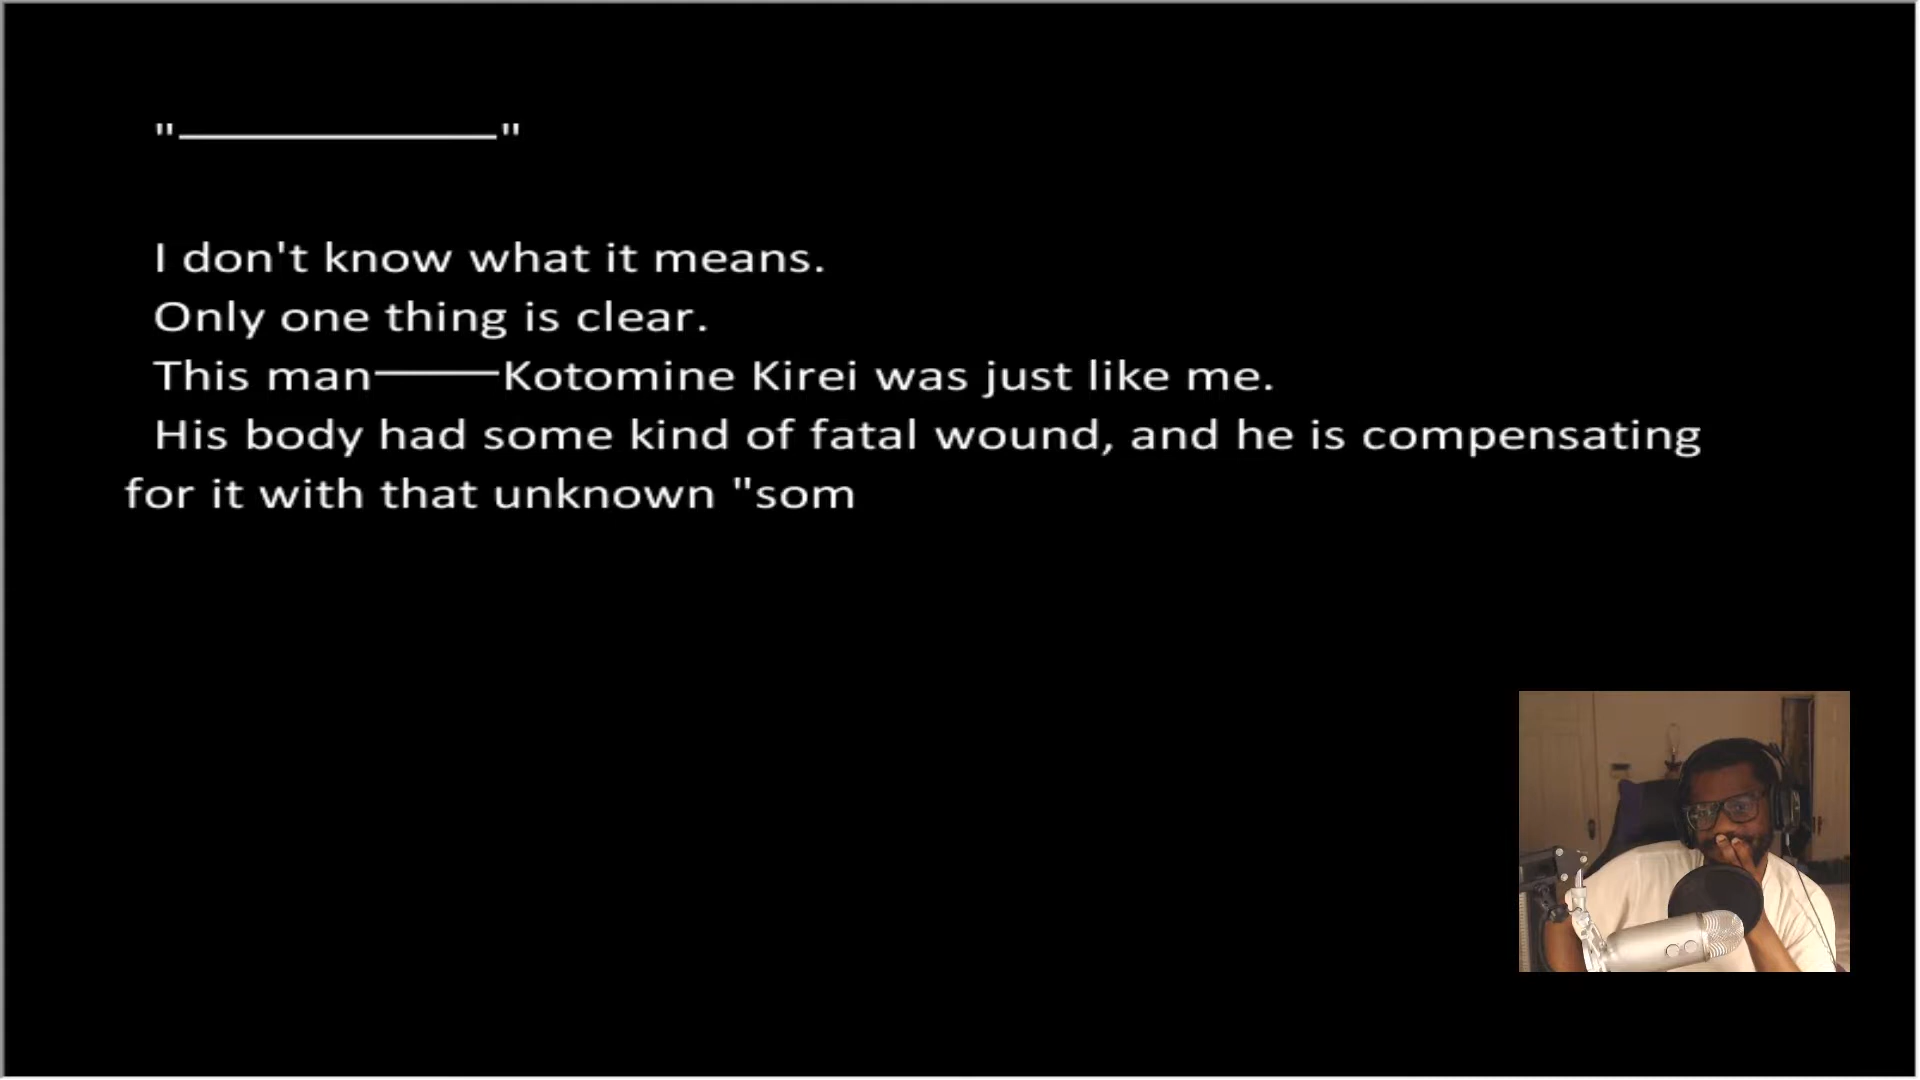 "——————————"
I don't know what it means.
Only one thing is clear.
This man————Kotomine Kirei was just like me.
His body had some kind of fatal wound, and he is compensating
for it with that unknown "som